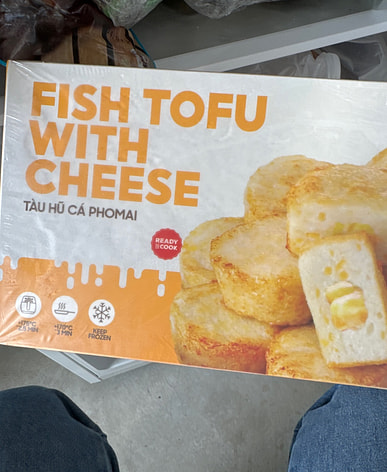 FISH TOFU
WITH
CHEESE
TÀU HŨ CÁ PHOMAI
READY
TO COOK
KEEP
FROZEN